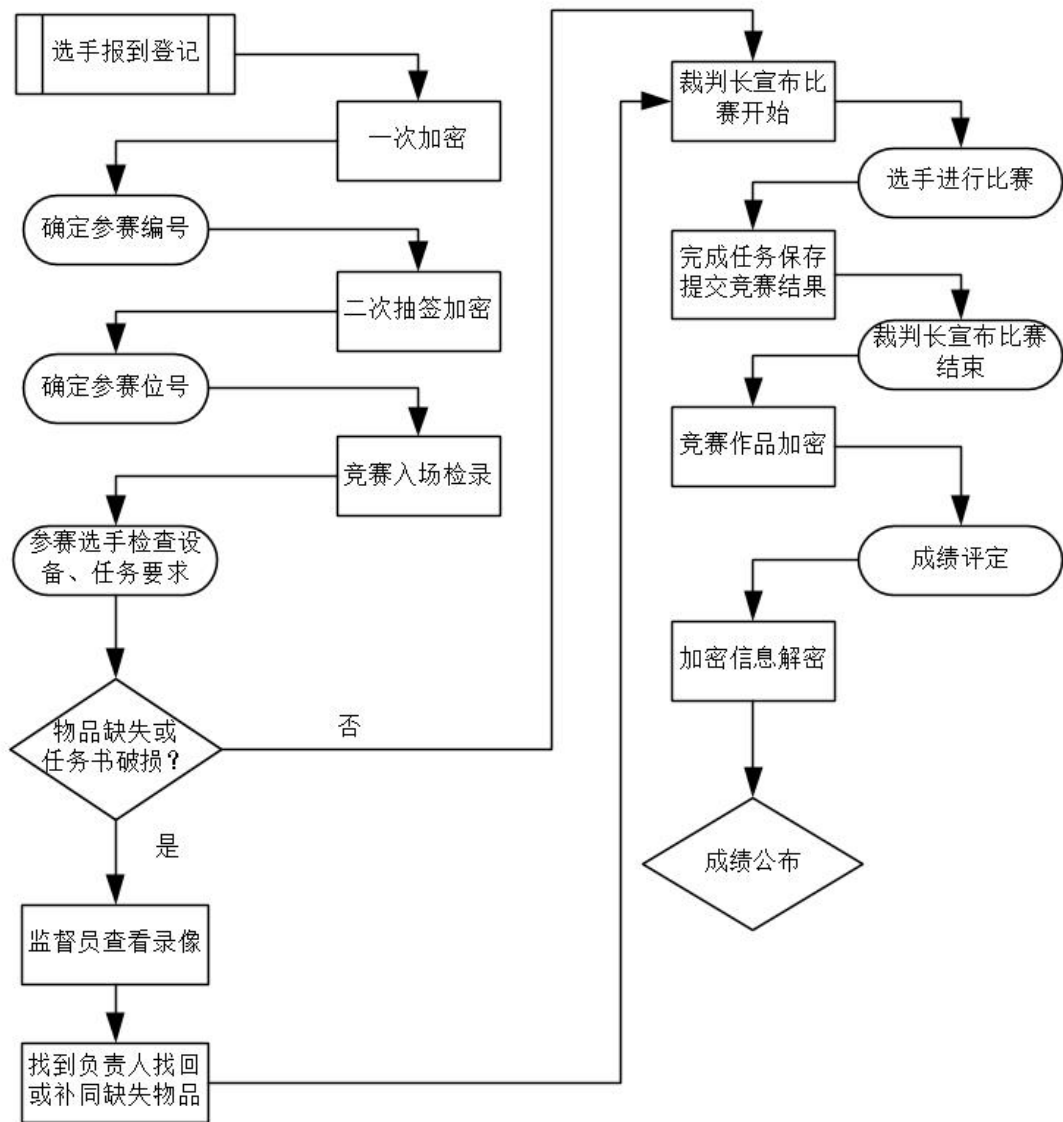 选手报到登记
一次加密
确定参赛编号
二次抽签加密
确定参赛位号
竞赛入场检录
参赛选手检查设
备、任务要求
物品缺失或
任务书破损？
否
是
监督员查看录像
找到负责人找回
或补同缺失物品
裁判长宣布比
赛开始
选手进行比赛
完成任务保存
提交竞赛结果
裁判长宣布比赛
结束
竞赛作品加密
成绩评定
加密信息解密
成绩公布